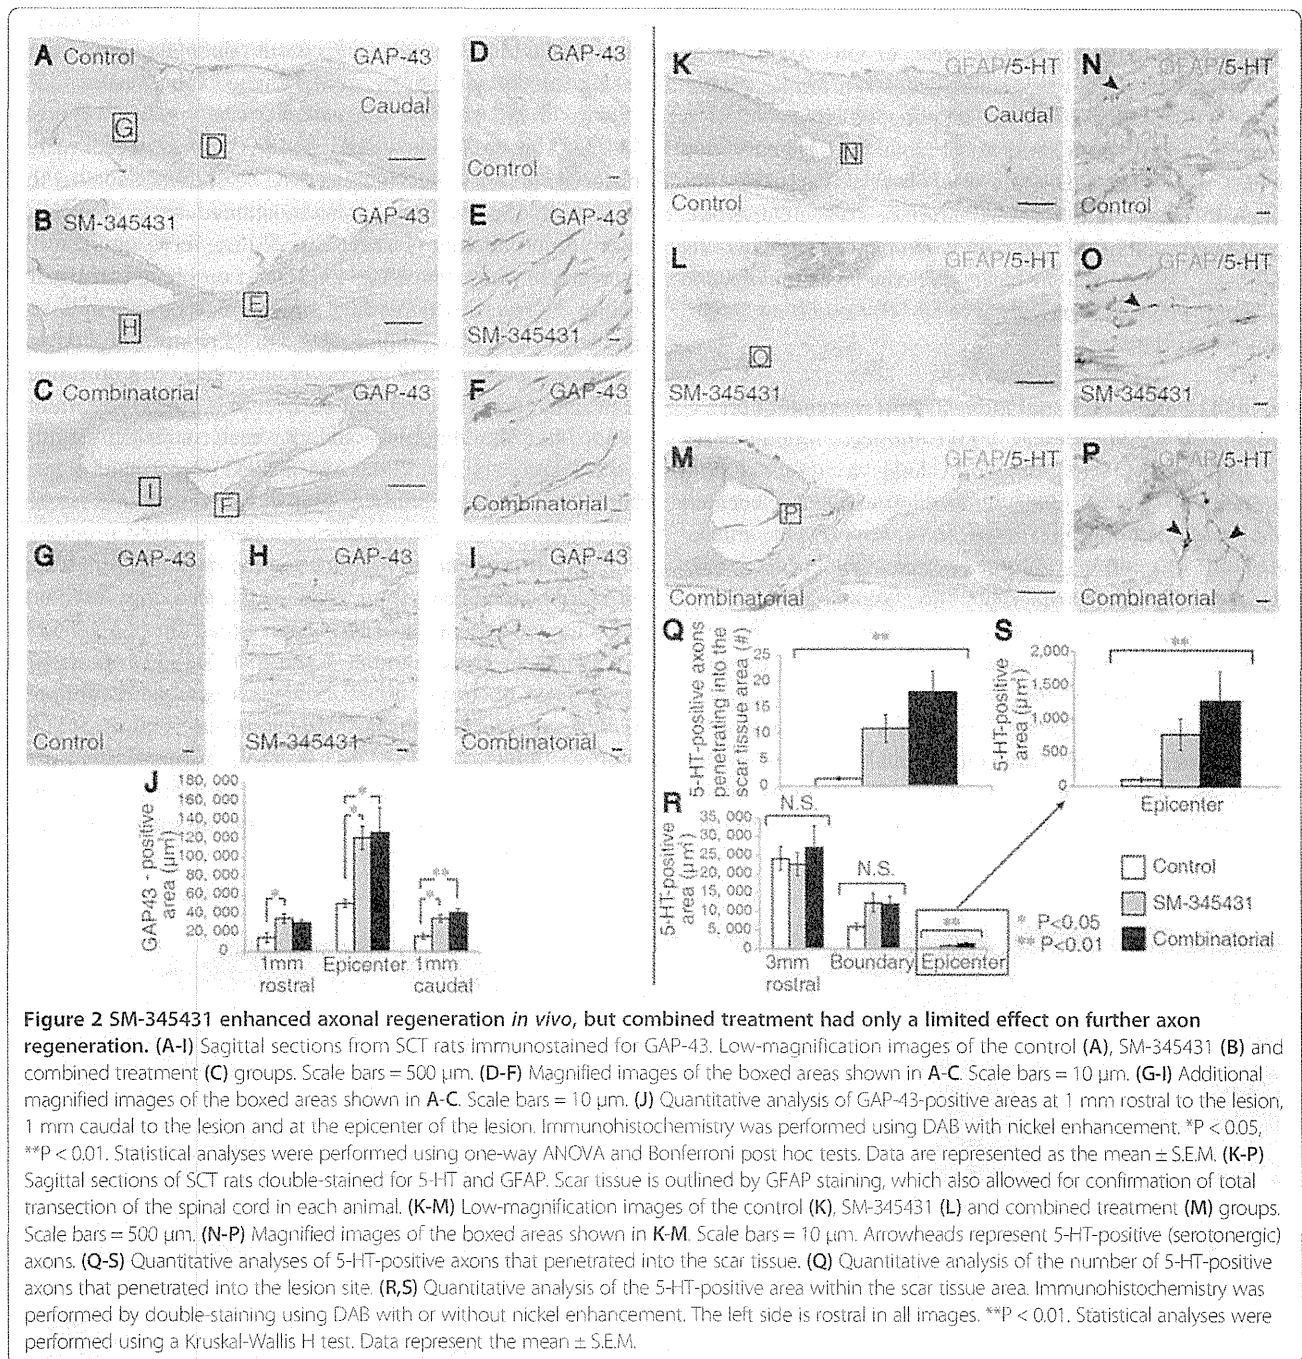 A Control GAP-43
Caudal
G
D
B SM-345431 GAP-43
E
H
C Combinatorial GAP-43
I
F
D GAP-43
Control
E GAP-43
SM-345431
F GAP-43
Combinatorial
G GAP-43
Control
H GAP-43
SM-345431
I GAP-43
Combinatorial
J
GAP43 - positive
area (µm²)
180, 000
160, 000
140, 000
120, 000
100, 000
80, 000
60, 000
40, 000
20, 000
0
*
*
*
*
**
1mm
rostral
Epicenter
1mm
caudal
K GFAP/5-HT
Caudal
N
Control
L GFAP/5-HT
O
SM-345431
M GFAP/5-HT
P
Combinatorial
N GFAP/5-HT
Control
O GFAP/5-HT
SM-345431
P GFAP/5-HT
Combinatorial
Q
5-HT-positive axons
penetrating into the
scar tissue area (#)
25
20
15
10
5
0
**
S
5-HT-positive
area (µm²)
2,000
1,500
1,000
500
0
**
Epicenter
R
5-HT-positive
area (µm²)
35, 000
30, 000
25, 000
20, 000
15, 000
10, 000
5, 000
0
N.S.
N.S.
**
3mm
rostral
Boundary
Epicenter
* P<0.05
** P<0.01
Control
SM-345431
Combinatorial
Figure 2 SM-345431 enhanced axonal regeneration in vivo, but combined treatment had only a limited effect on further axon
regeneration. (A-I) Sagittal sections from SCT rats immunostained for GAP-43. Low-magnification images of the control (A), SM-345431 (B) and
combined treatment (C) groups. Scale bars = 500 µm. (D-F) Magnified images of the boxed areas shown in A-C. Scale bars = 10 µm. (G-I) Additional
magnified images of the boxed areas shown in A-C. Scale bars = 10 µm. (J) Quantitative analysis of GAP-43-positive areas at 1 mm rostral to the lesion,
1 mm caudal to the lesion and at the epicenter of the lesion. Immunohistochemistry was performed using DAB with nickel enhancement. *P < 0.05,
**P < 0.01. Statistical analyses were performed using one-way ANOVA and Bonferroni post hoc tests. Data are represented as the mean ± S.E.M. (K-P)
Sagittal sections of SCT rats double-stained for 5-HT and GFAP. Scar tissue is outlined by GFAP staining, which also allowed for confirmation of total
transection of the spinal cord in each animal. (K-M) Low-magnification images of the control (K), SM-345431 (L) and combined treatment (M) groups.
Scale bars = 500 µm. (N-P) Magnified images of the boxed areas shown in K-M. Scale bars = 10 µm. Arrowheads represent 5-HT-positive (serotonergic)
axons. (Q-S) Quantitative analyses of 5-HT-positive axons that penetrated into the scar tissue. (Q) Quantitative analysis of the number of 5-HT-positive
axons that penetrated into the lesion site. (R,S) Quantitative analysis of the 5-HT-positive area within the scar tissue area. Immunohistochemistry was
performed by double-staining using DAB with or without nickel enhancement. The left side is rostral in all images. **P < 0.01. Statistical analyses were
performed using a Kruskal-Wallis H test. Data represent the mean ± S.E.M.